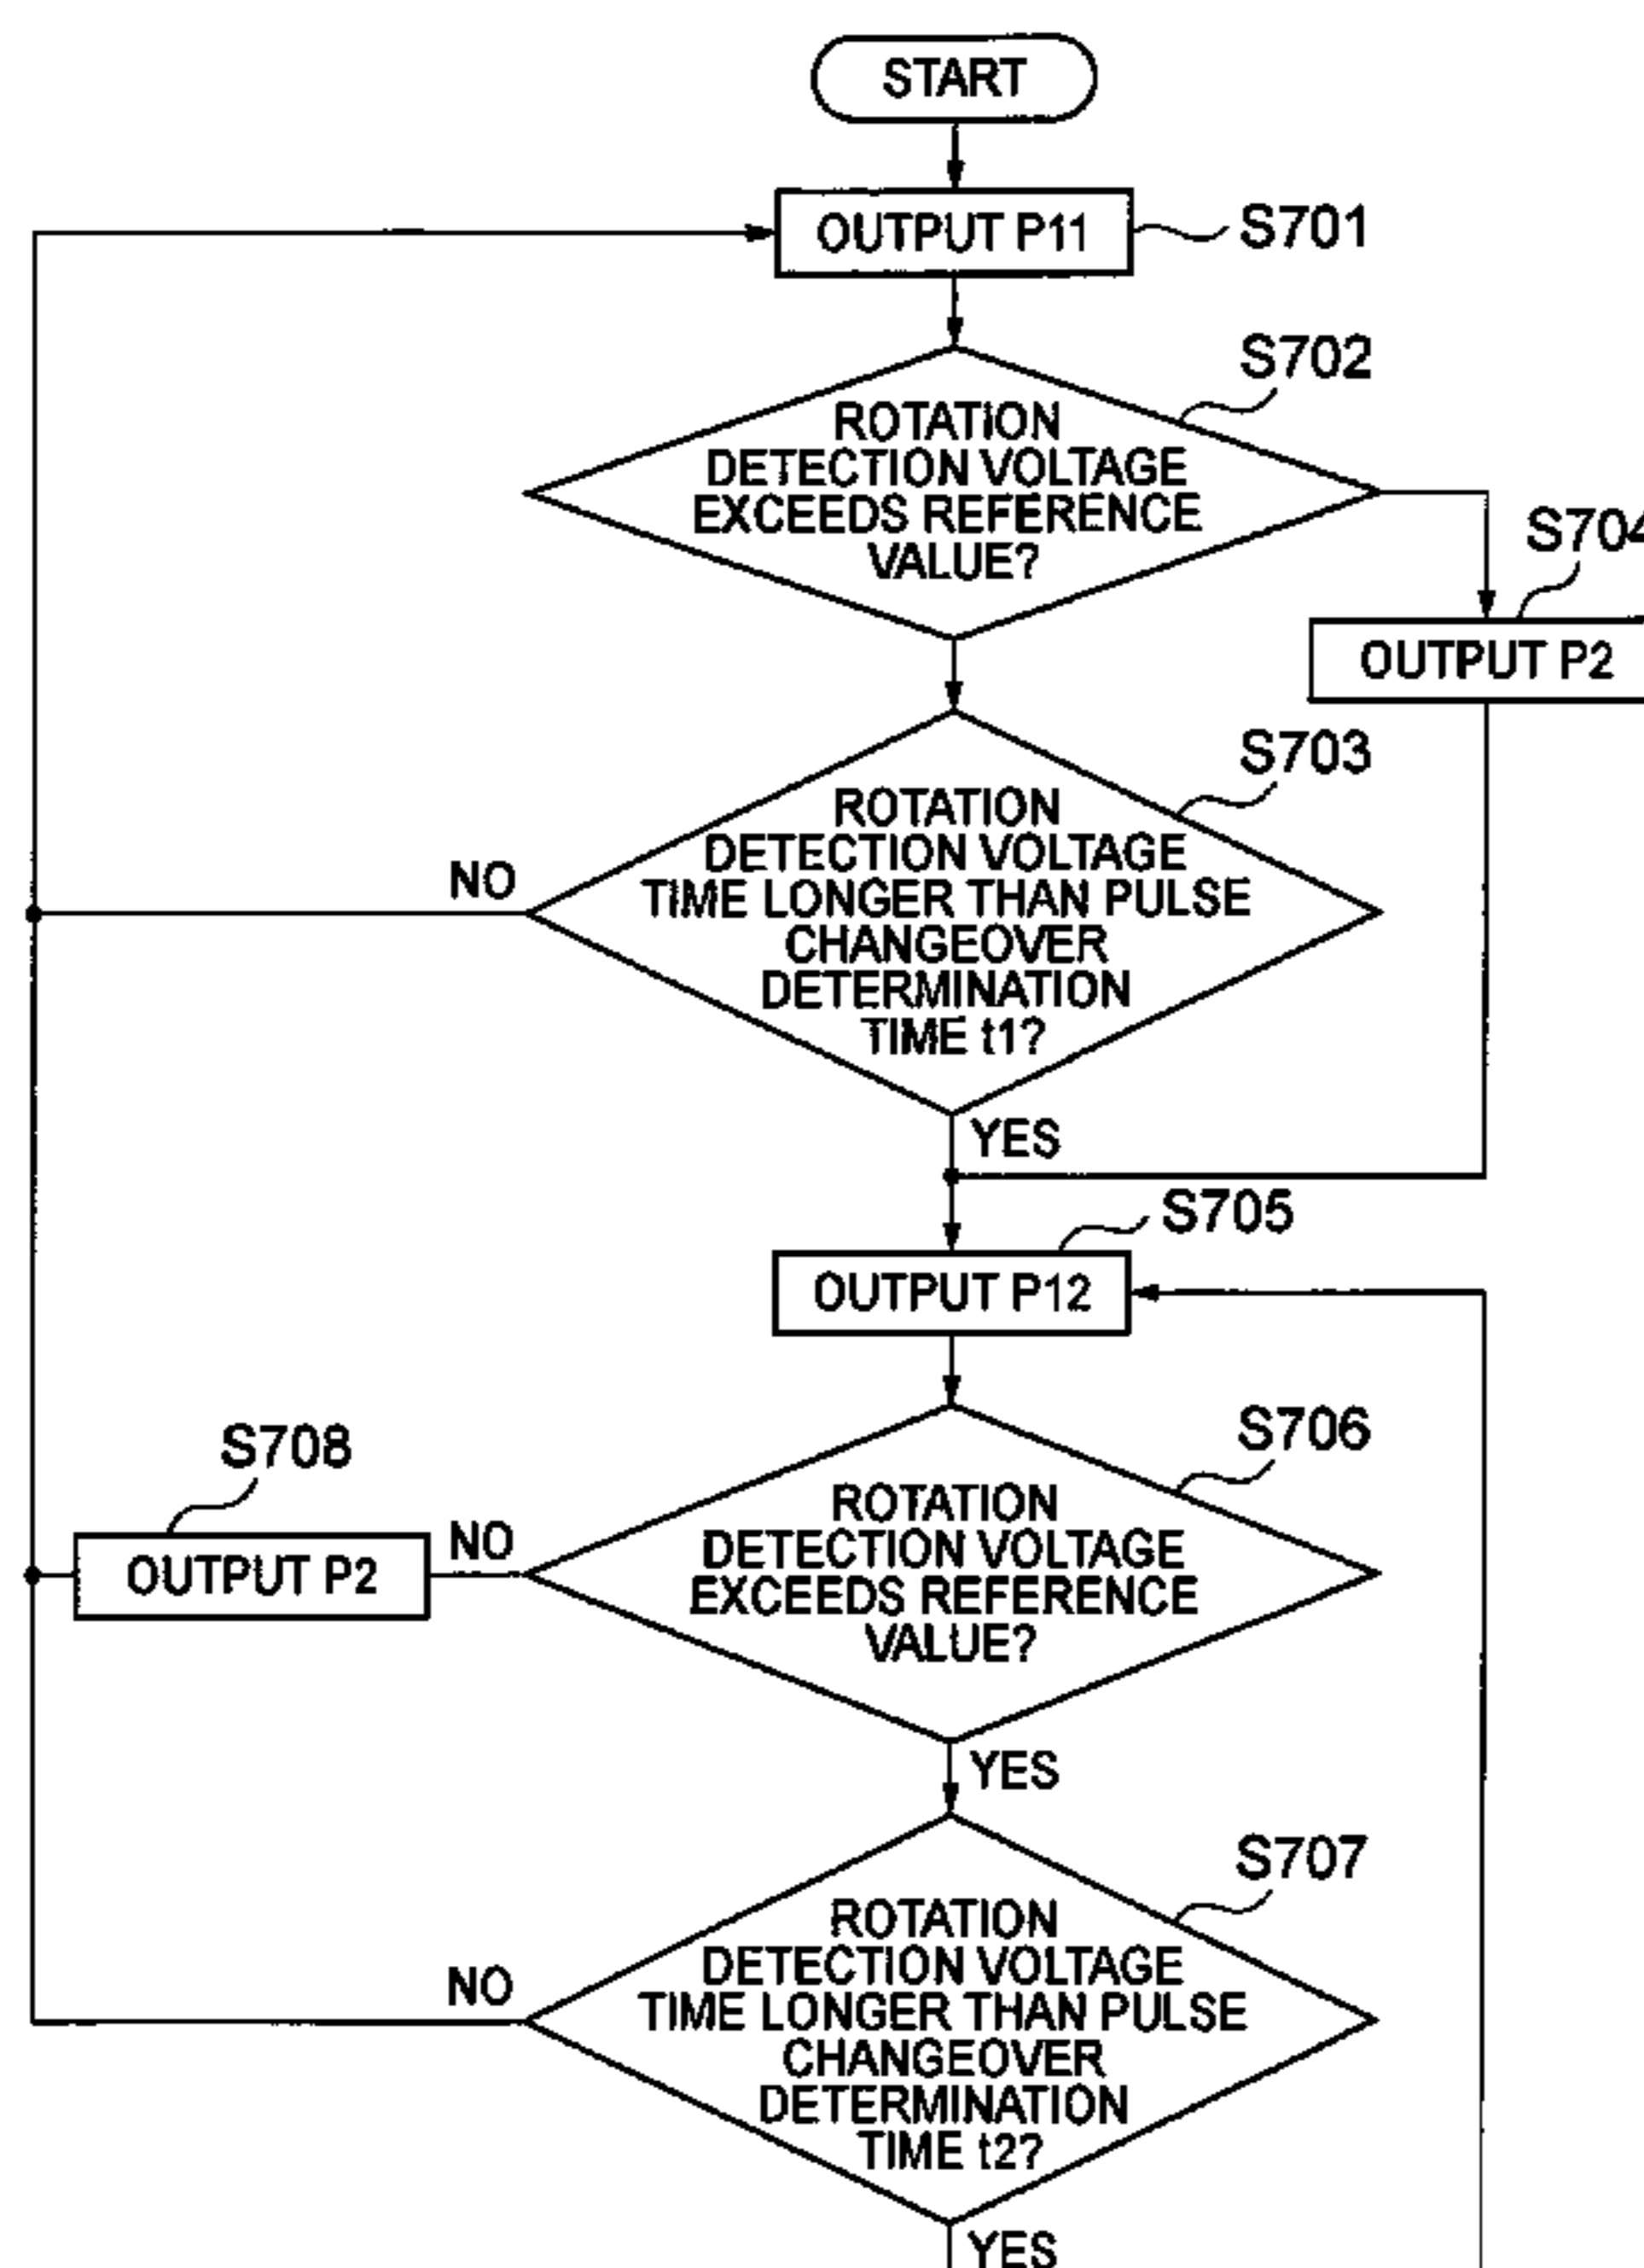 START
OUTPUT P11
S701
S702
ROTATION
DETECTION VOLTAGE
EXCEEDS REFERENCE
VALUE?
S704
OUTPUT P2
S703
ROTATION
DETECTION VOLTAGE
TIME LONGER THAN PULSE
CHANGEOVER
DETERMINATION
TIME t1?
NO
YES
S705
OUTPUT P12
S706
ROTATION
DETECTION VOLTAGE
EXCEEDS REFERENCE
VALUE?
S708
NO
OUTPUT P2
YES
S707
ROTATION
DETECTION VOLTAGE
TIME LONGER THAN PULSE
CHANGEOVER
DETERMINATION
TIME t2?
NO
YES